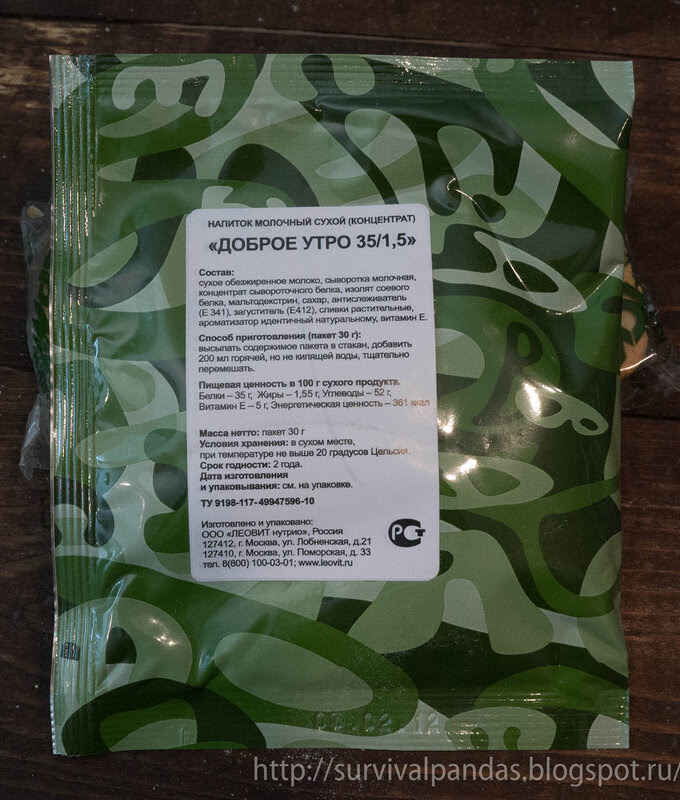 НАПИТОК МОЛОЧНЫЙ СУХОЙ (КОНЦЕНТРАТ)
«ДОБРОЕ УТРО 35/1,5»
Состав:
сухое обезжиренное молоко, сыворотка молочная,
концентрат сывороточного белка, изолят соевого
белка, мальтодекстрин, сахар, антислеживатель
(Е 341), загуститель (Е412), сливки растительные,
ароматизатор идентичный натуральному, витамин Е.
Способ приготовления (пакет 30 г):
высыпать содержимое пакета в стакан, добавить
200 мл горячей, но не кипящей воды, тщательно
перемешать.
Пищевая ценность в 100 г сухого продукта.
Белки – 35 г, Жиры – 1,55 г, Углеводы – 52 г,
Витамин Е – 5 г, Энергетическая ценность – 361 ккал
Масса нетто: пакет 30 г
Условия хранения: в сухом месте,
при температуре не выше 20 градусов Цельсия.
Срок годности: 2 года.
Дата изготовления
и упаковывания: см. на упаковке.
ТУ 9198-117-49947596-10
Изготовлено и упаковано:
ООО «ЛЕОВИТ нутрио», Россия
127412, г. Москва, ул. Лобненская, д.21
127410, г. Москва, ул. Поморская, д. 33
тел. 8(800) 100-03-01; www.leovit.ru
http://survivalpandas.blogspot.ru/